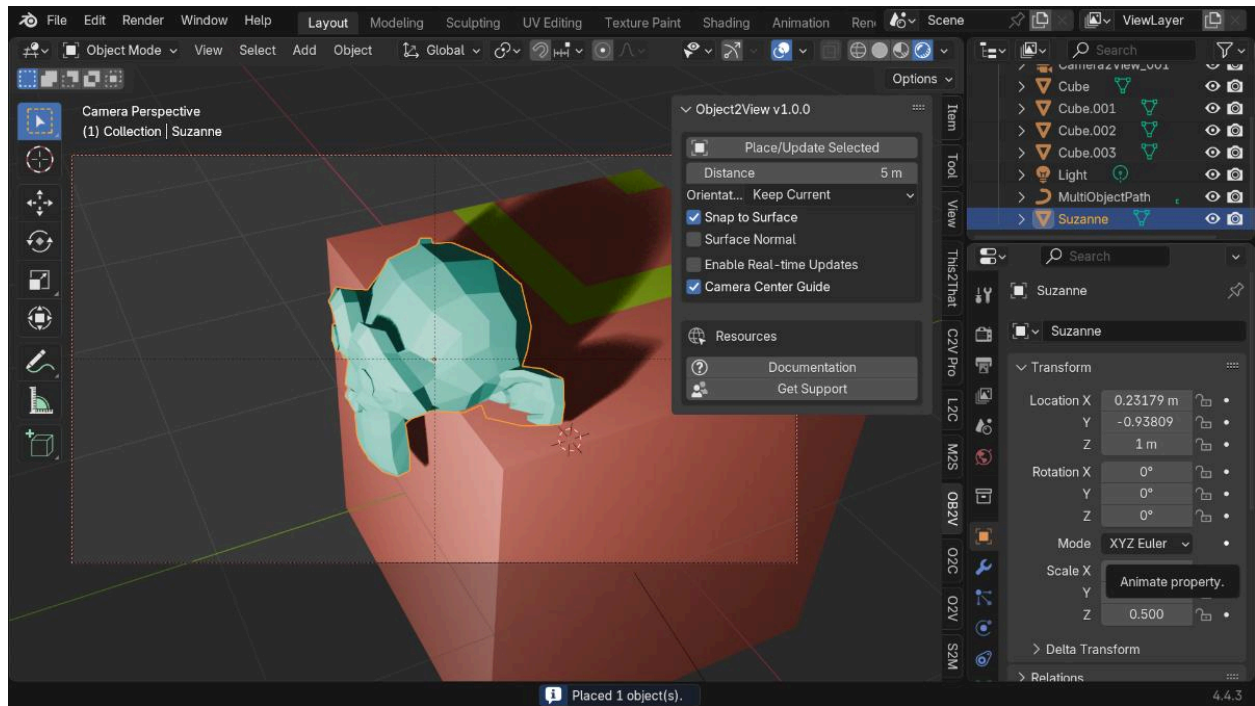 File Edit Render Window Help Layout Modeling Sculpting UV Editing Texture Paint Shading Animation Ren Scene ViewLayer
Object Mode View Select Add Object Global Search
Options
Camera Perspective
(1) Collection | Suzanne
Object2View v1.0.0
Place/Update Selected
Distance 5 m
Orientat... Keep Current
Snap to Surface
Surface Normal
Enable Real-time Updates
Camera Center Guide
Resources
Documentation
Get Support
Item
Tool
View
This2That
C2V Pro
L2C
M2S
OB2V
O2C
O2V
S2M
Camera2View_001
Cube
Cube.001
Cube.002
Cube.003
Light
MultiObjectPath
Suzanne
Search
Suzanne
Suzanne
Transform
Location X 0.23179 m
Y -0.93809
Z 1 m
Rotation X 0°
Y 0°
Z 0°
Mode XYZ Euler
Scale X
Animate property.
Y
Z 0.500
Delta Transform
Relations
Placed 1 object(s).
4.4.3